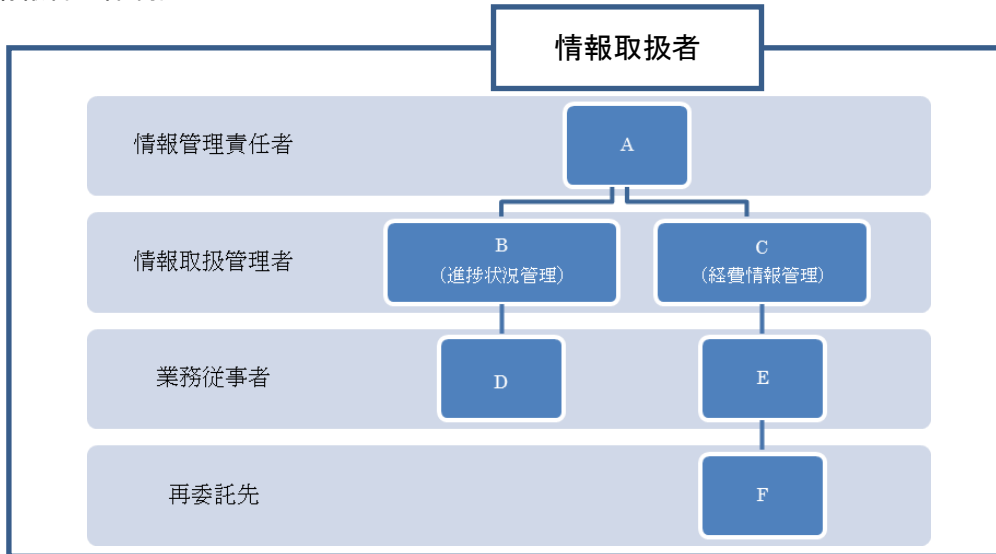 情報取扱者
情報管理責任者
A
情報取扱管理者
B
(進捗状況管理)
C
(経費情報管理)
業務従事者
D
E
再委託先
F